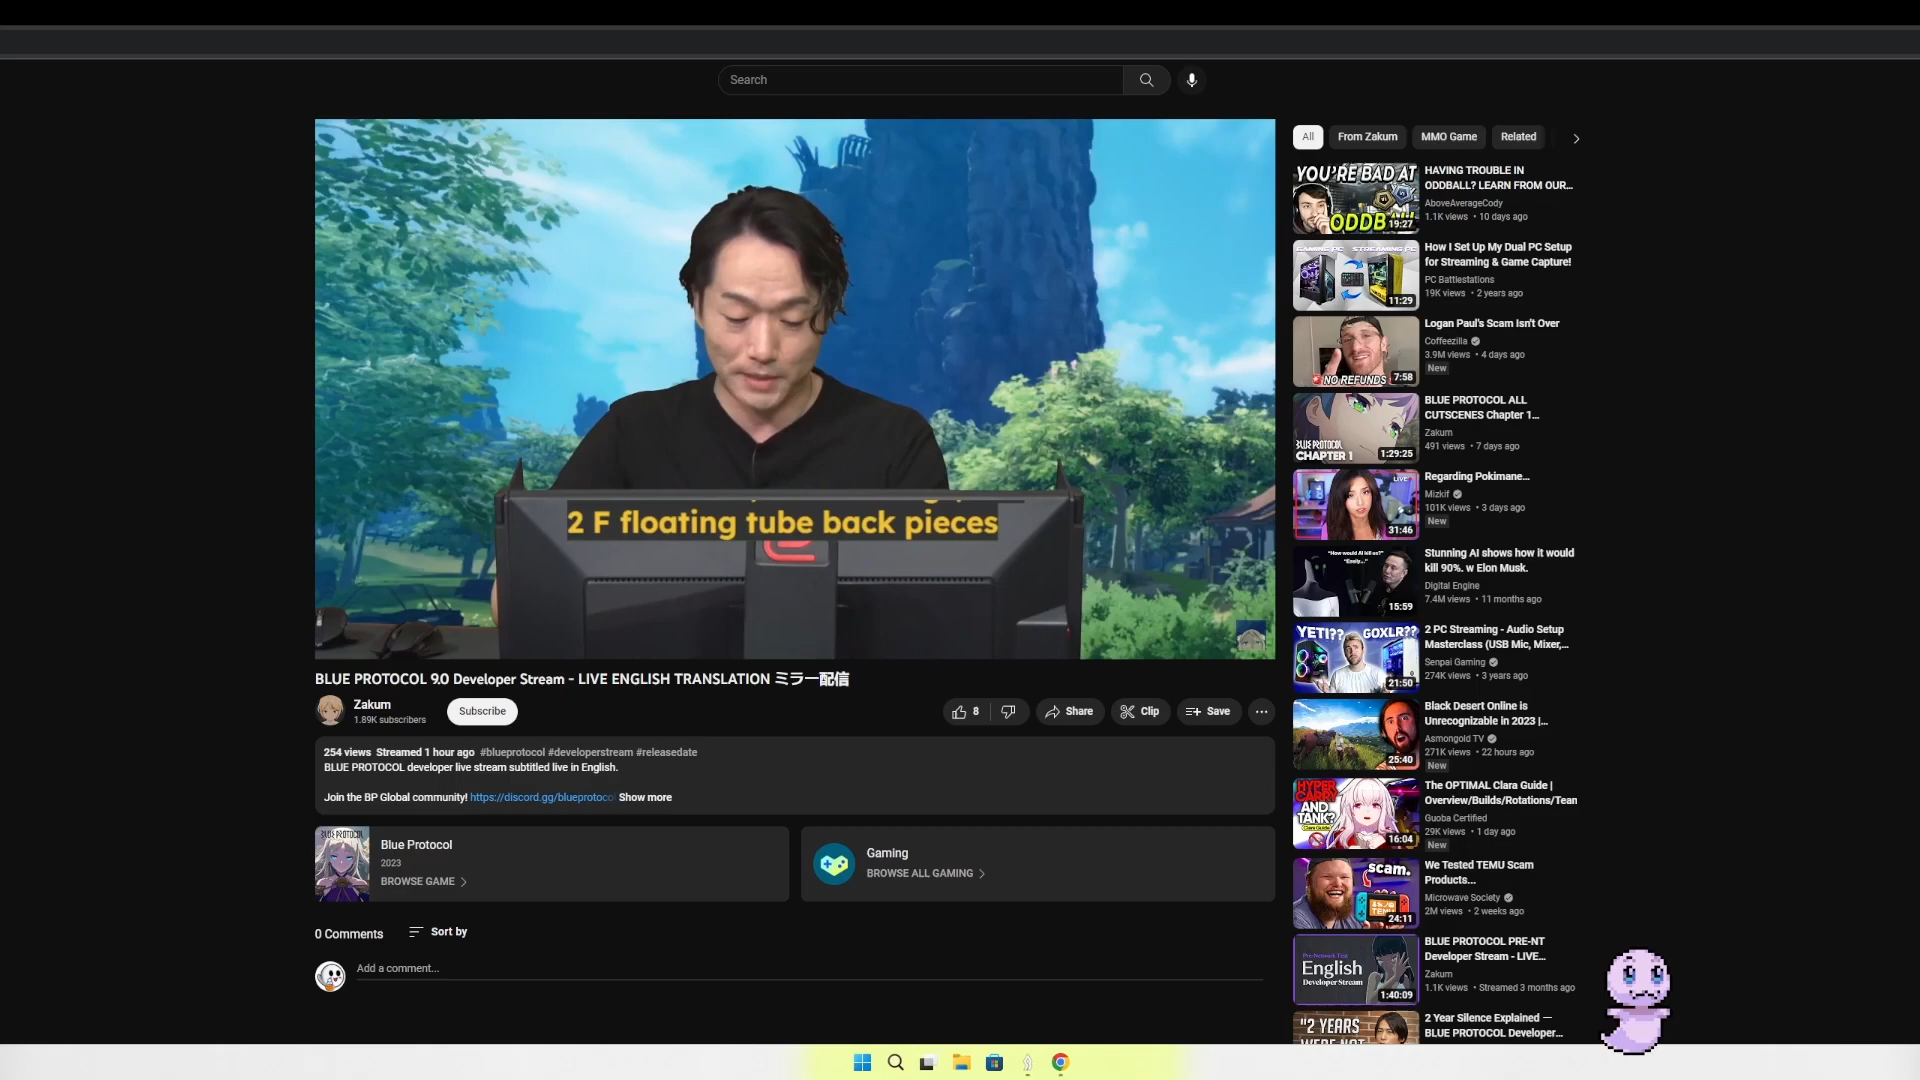 Search
2 F floating tube back pieces
BLUE PROTOCOL 9.0 Developer Stream - LIVE ENGLISH TRANSLATION ミラー配信
Zakum
1.89K subscribers
Subscribe
8
Share
Clip
Save
254 views Streamed 1 hour ago #blueprotocol #developerstream #releasedate
BLUE PROTOCOL developer live stream subtitled live in English.
Join the BP Global community! https://discord.gg/blueprotocol Show more
BLUE PROTOCOL
Blue Protocol
2023
BROWSE GAME
Gaming
BROWSE ALL GAMING
0 Comments
Sort by
Add a comment...
All
From Zakum
MMO Game
Related
YOU'RE BAD AT
ODDBALL
19:27
HAVING TROUBLE IN
ODDBALL? LEARN FROM OUR...
AboveAverageCody
1.1K views • 10 days ago
GAMING PC STREAMING PC
11:29
How I Set Up My Dual PC Setup
for Streaming & Game Capture!
PC Battlestations
19K views • 2 years ago
NO REFUNDS
7:58
Logan Paul's Scam Isn't Over
Coffeezilla
3.9M views • 4 days ago
New
BLUE PROTOCOL
CHAPTER 1
1:29:25
BLUE PROTOCOL ALL
CUTSCENES Chapter 1...
Zakum
491 views • 7 days ago
LIVE
31:46
Regarding Pokimane...
Mizkif
101K views • 3 days ago
New
"How would AI kill us?"
"Easily..."
15:59
Stunning AI shows how it would
kill 90%. w Elon Musk.
Digital Engine
7.4M views • 11 months ago
YETI?? GOXLR??
21:50
2 PC Streaming - Audio Setup
Masterclass (USB Mic, Mixer,...
Senpai Gaming
274K views • 3 years ago
25:40
Black Desert Online is
Unrecognizable in 2023 |...
Asmongold TV
271K views • 22 hours ago
New
HYPER
CARRY
AND
TANK?
Clara Guide
16:04
The OPTIMAL Clara Guide |
Overview/Builds/Rotations/Team
Guoba Certified
29K views • 1 day ago
New
scam.
TEMU
24:11
We Tested TEMU Scam
Products...
Microwave Society
2M views • 2 weeks ago
Pre-Network Test
English
Developer Stream
1:40:09
BLUE PROTOCOL PRE-NT
Developer Stream - LIVE...
Zakum
1.1K views • Streamed 3 months ago
"2 YEARS
WERE NOT
2 Year Silence Explained —
BLUE PROTOCOL Developer...